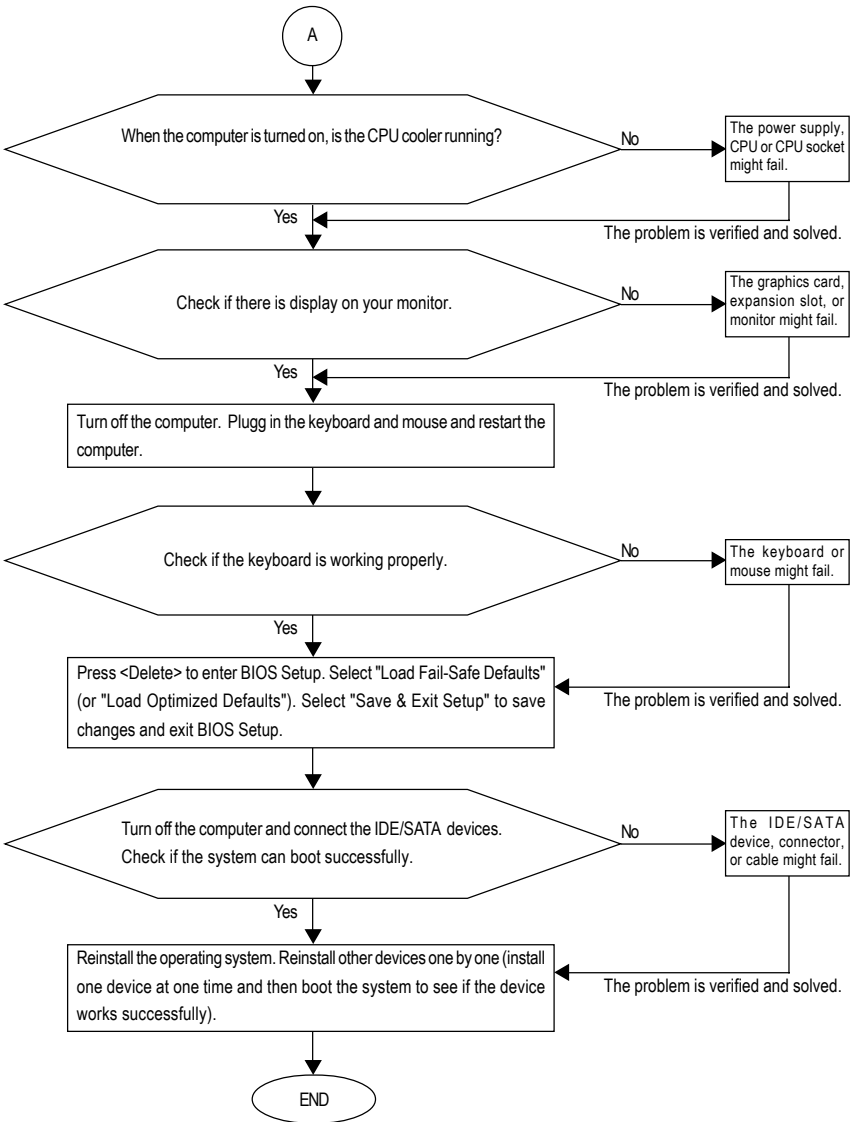 A
When the computer is turned on, is the CPU cooler running?
No
The power supply,
CPU or CPU socket
might fail.
Yes
The problem is verified and solved.
Check if there is display on your monitor.
No
The graphics card,
expansion slot, or
monitor might fail.
Yes
The problem is verified and solved.
Turn off the computer. Plugg in the keyboard and mouse and restart the
computer.
Check if the keyboard is working properly.
No
The keyboard or
mouse might fail.
Yes
Press <Delete> to enter BIOS Setup. Select "Load Fail-Safe Defaults"
(or "Load Optimized Defaults"). Select "Save & Exit Setup" to save
changes and exit BIOS Setup.
The problem is verified and solved.
Turn off the computer and connect the IDE/SATA devices.
Check if the system can boot successfully.
No
The IDE/SATA
device, connector,
or cable might fail.
Yes
Reinstall the operating system. Reinstall other devices one by one (install
one device at one time and then boot the system to see if the device
works successfully).
The problem is verified and solved.
END